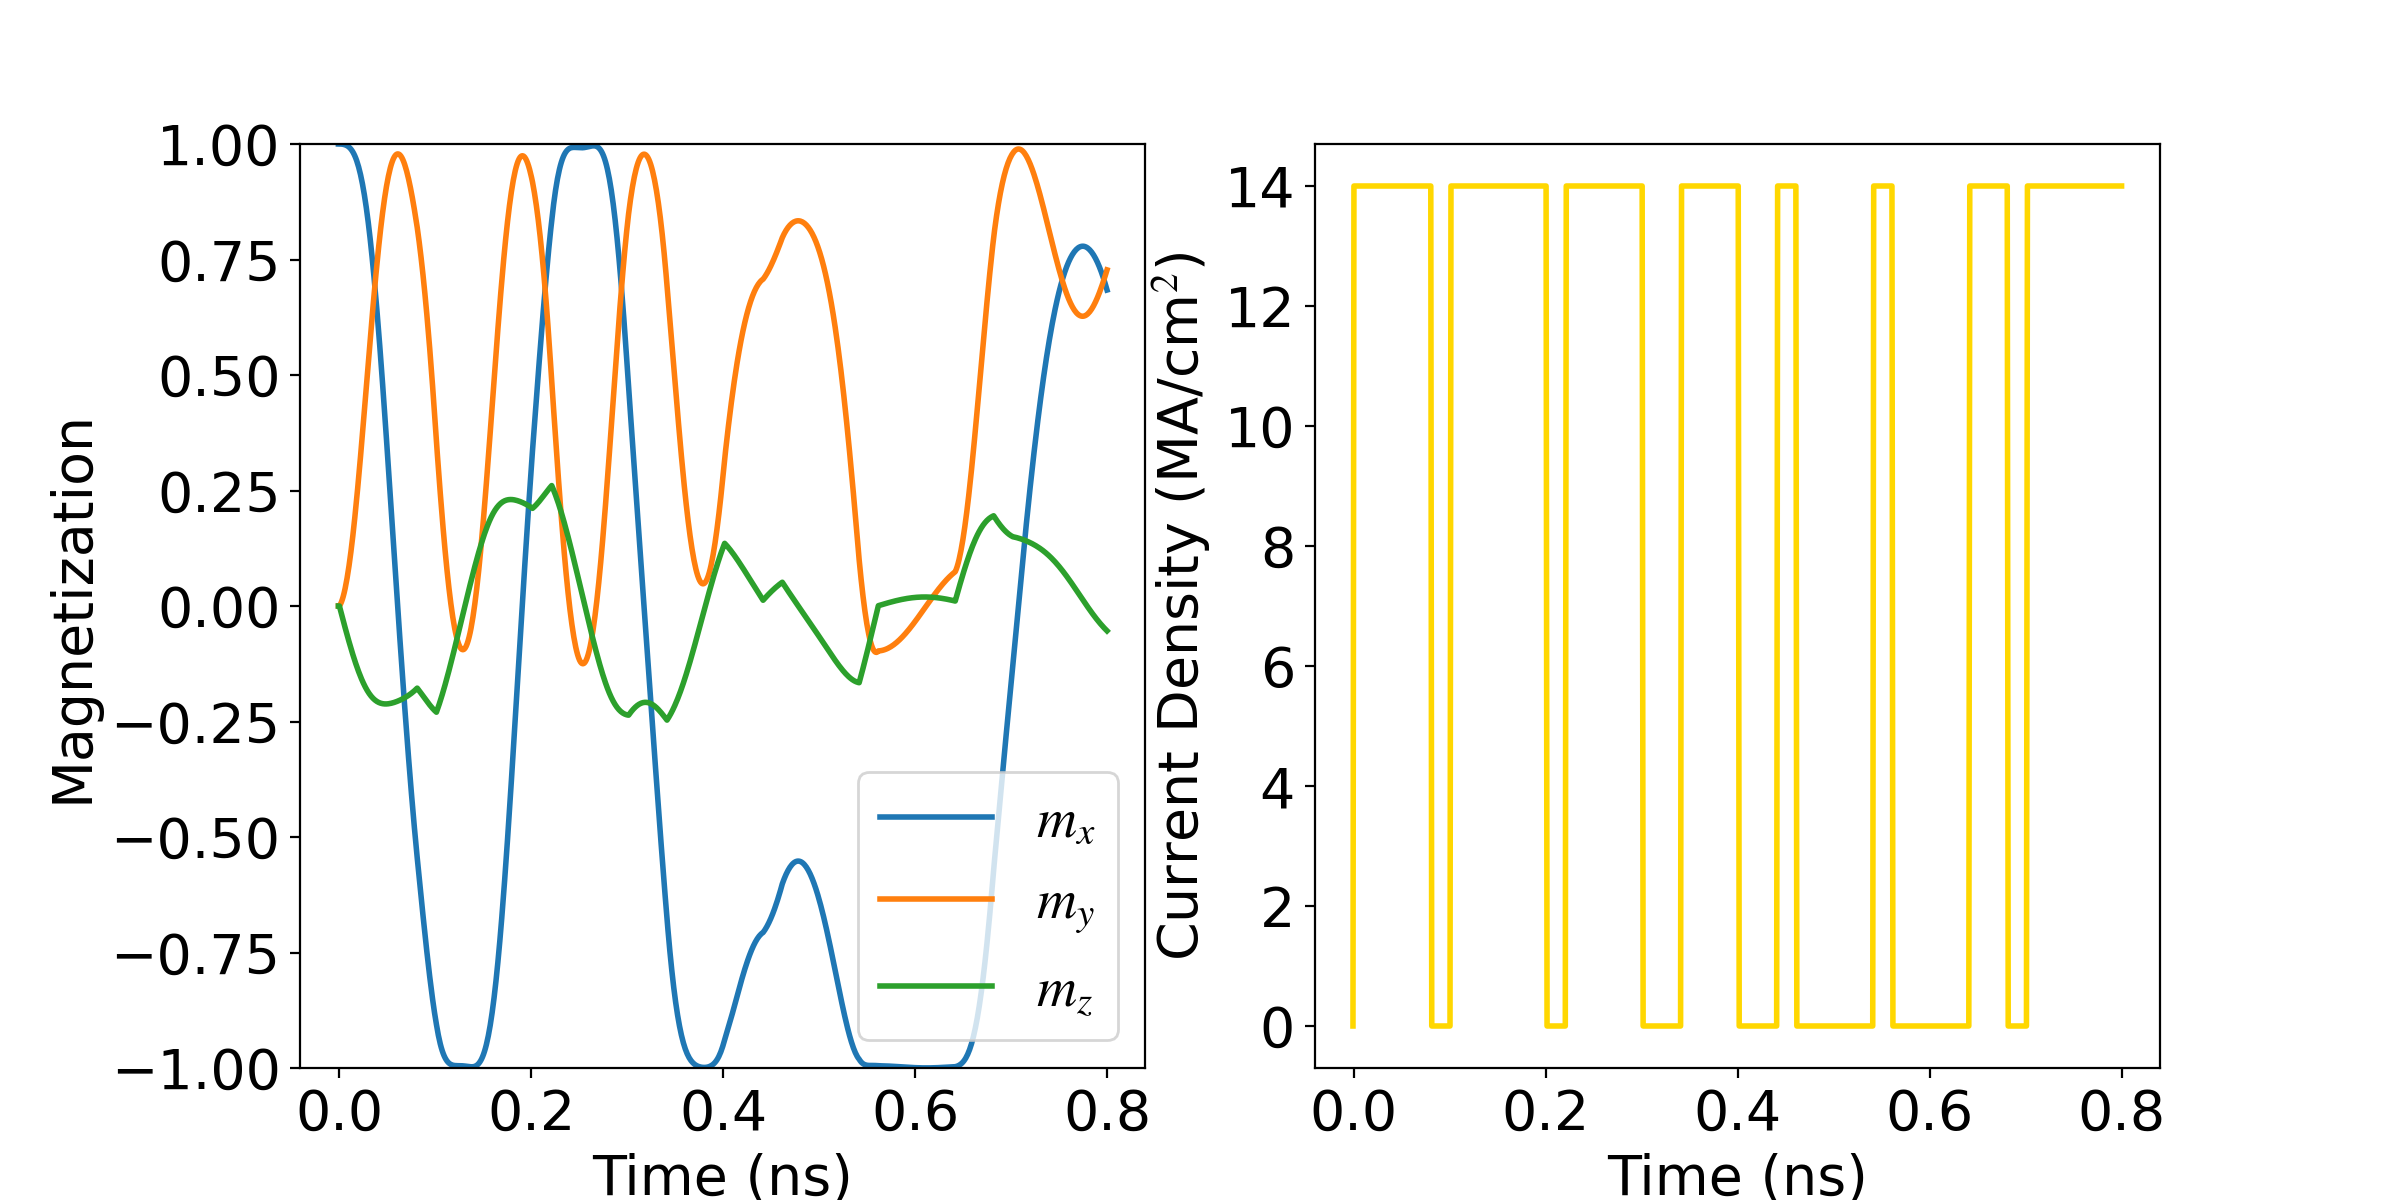 Magnetization
1.00
0.75
0.50
0.25
0.00
−0.25
−0.50
−0.75
−1.00
0.0 0.2 0.4 0.6 0.8
Time (ns)
m_x
m_y
m_z
Current Density (MA/cm²)
14
12
10
8
6
4
2
0
0.0 0.2 0.4 0.6 0.8
Time (ns)